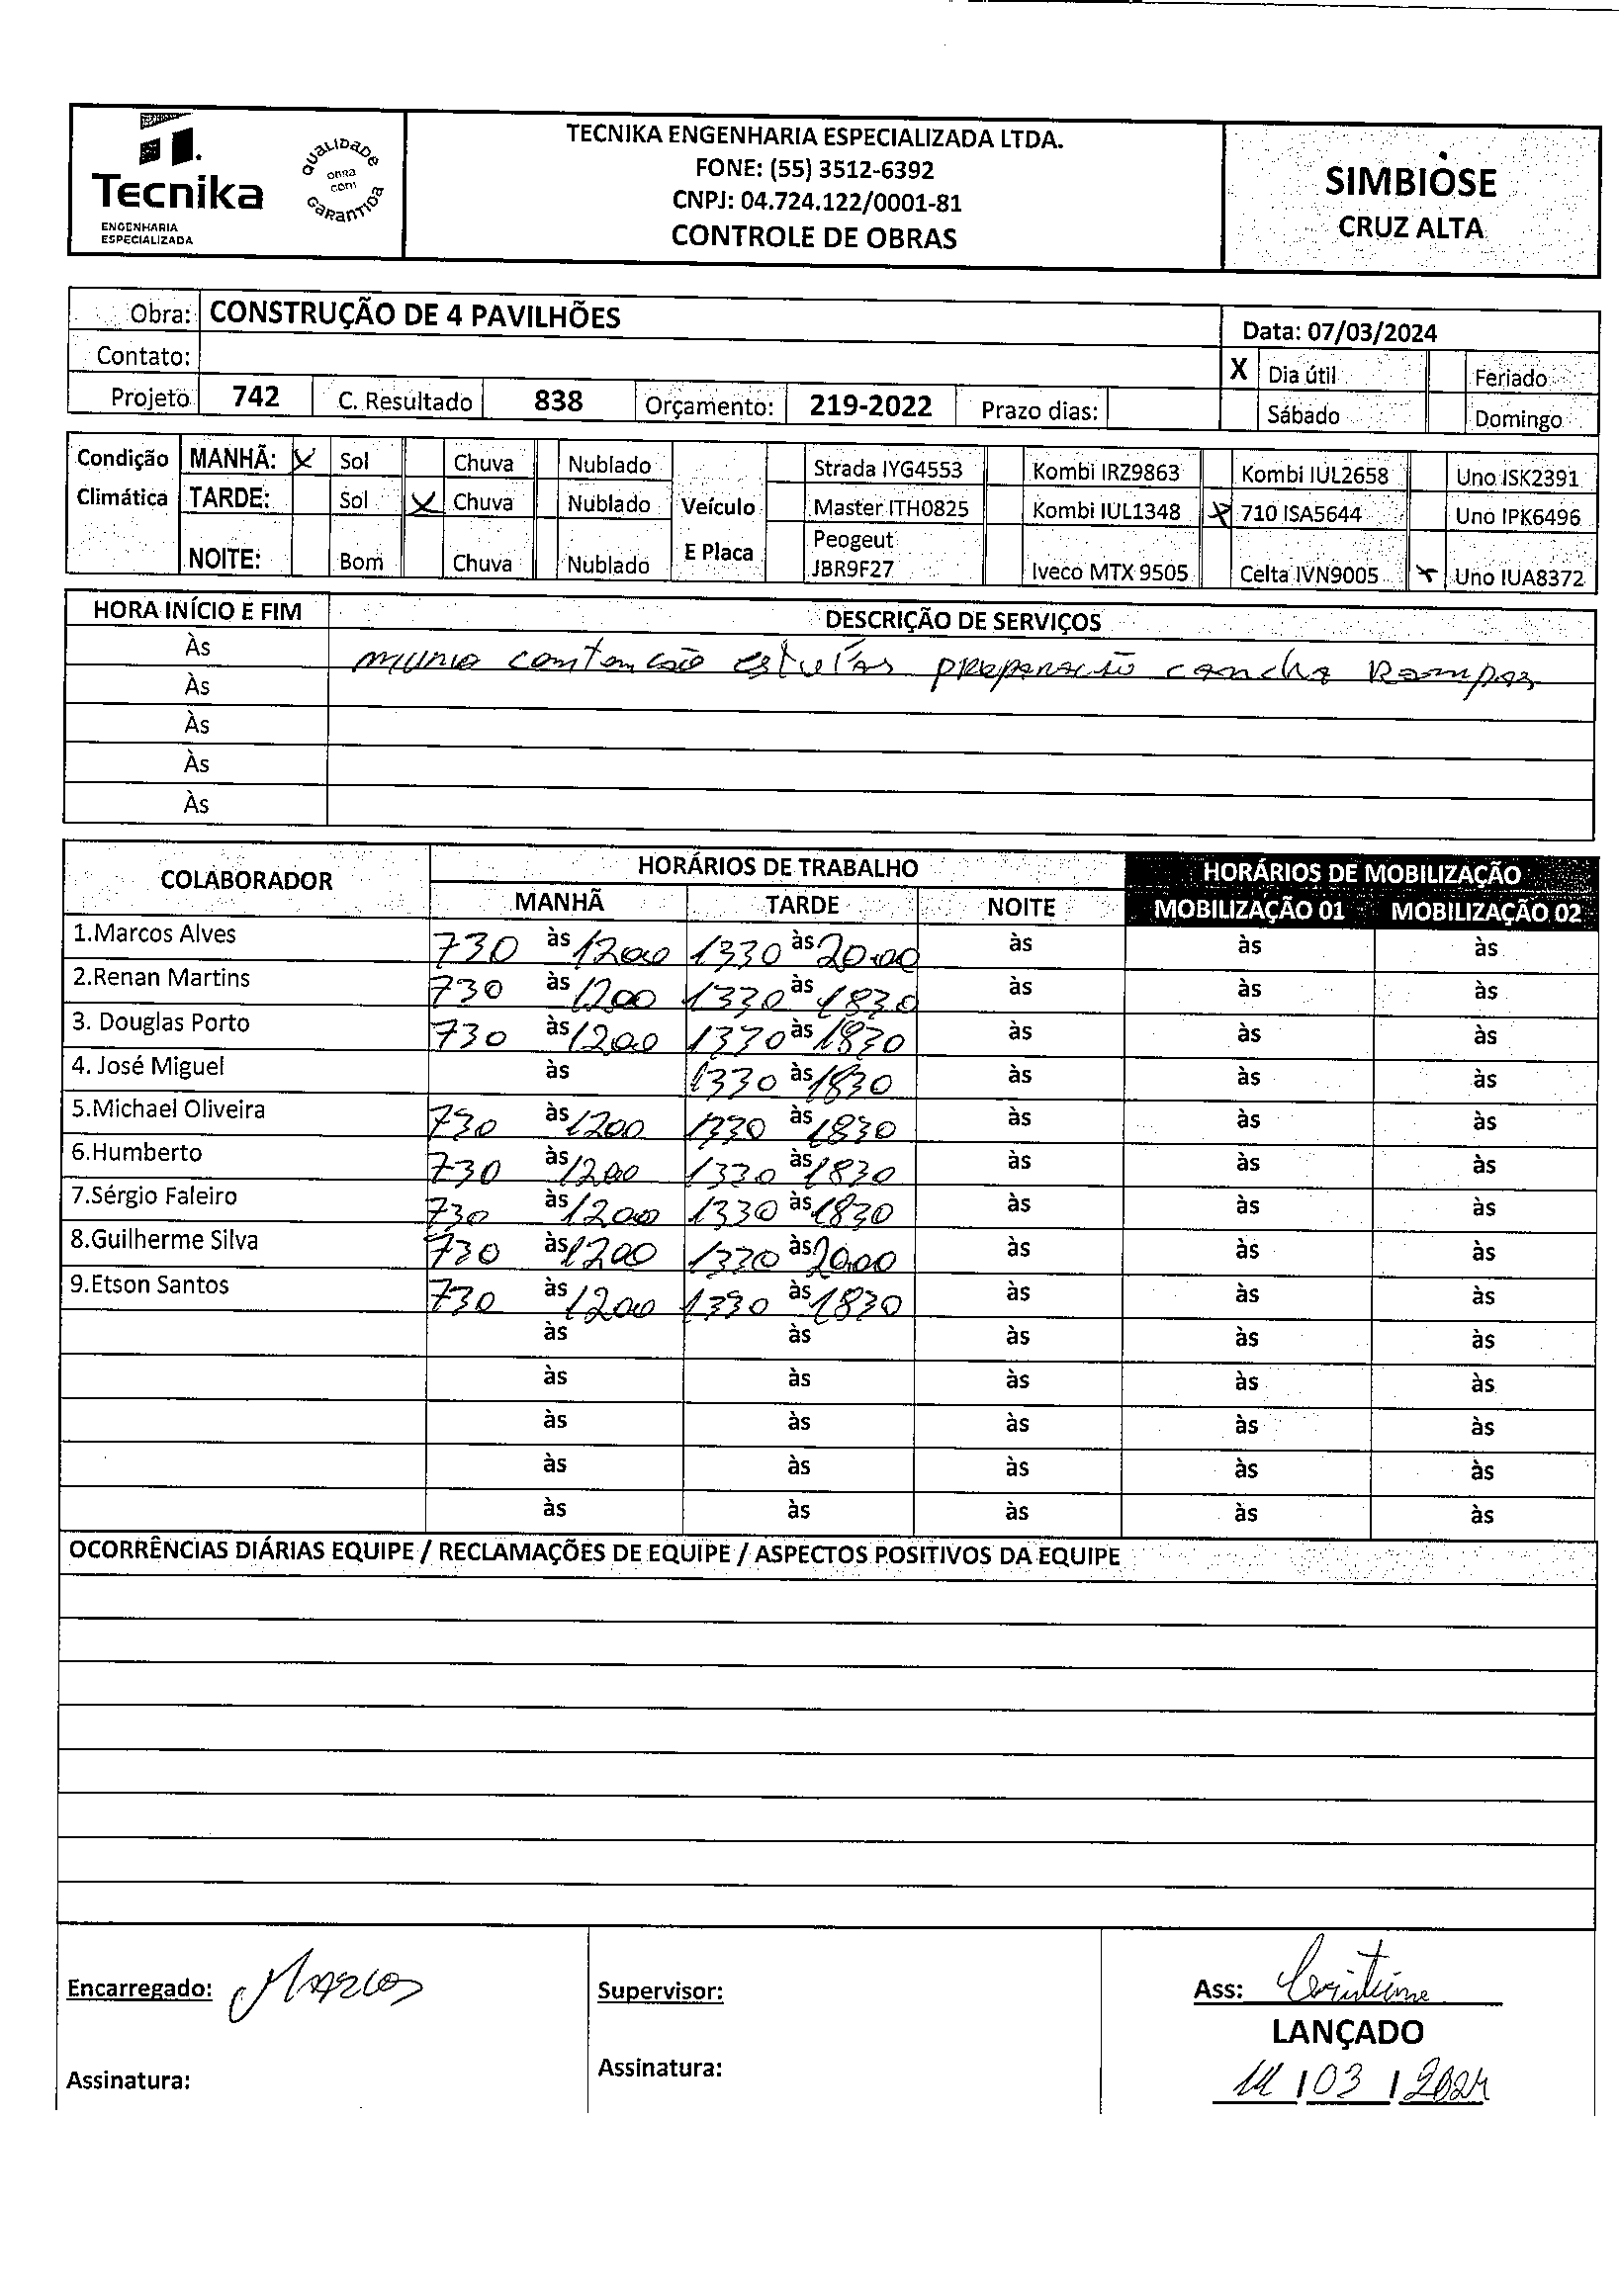 Tecnika
ENGENHARIA
ESPECIALIZADA
QUALIDADE
OBRA
COM
GARANTIDA
TECNIKA ENGENHARIA ESPECIALIZADA LTDA.
FONE: (55) 3512-6392
CNPJ: 04.724.122/0001-81
CONTROLE DE OBRAS
SIMBIOSE
CRUZ ALTA
Obra: CONSTRUÇÃO DE 4 PAVILHÕES
Data: 07/03/2024
Contato:
X Dia útil Feriado
Projeto 742 C. Resultado 838 Orçamento: 219-2022 Prazo dias:
Sábado Domingo
Condição Climática
MANHÃ: X Sol Chuva Nublado
TARDE: Sol X Chuva Nublado
NOITE: Bom Chuva Nublado
Veículo E Placa
Strada IYG4553 Kombi IRZ9863 Kombi IUL2658 Uno ISK2391
Master ITH0825 Kombi IUL1348 X 710 ISA5644 Uno IPK6496
Peogeut JBR9F27 Iveco MTX 9505 Celta IVN9005 X Uno IUA8372
HORA INÍCIO E FIM DESCRIÇÃO DE SERVIÇOS
Às
contencão preparacão cancha Rampas
Às
Às
Às
Às
COLABORADOR HORÁRIOS DE TRABALHO HORÁRIOS DE MOBILIZAÇÃO
MANHÃ TARDE NOITE MOBILIZAÇÃO 01 MOBILIZAÇÃO 02
1.Marcos Alves 730 às 1200 1330 às 20:00 às às às
2.Renan Martins 730 às 1200 1330 às 1830 às às às
3. Douglas Porto 730 às 1200 1330 às 1830 às às às
4. José Miguel às 1330 às 1830 às às às
5.Michael Oliveira 730 às 1200 1330 às 1830 às às às
6.Humberto 730 às 1200 1330 às 1830 às às às
7.Sérgio Faleiro 730 às 1200 1330 às 1830 às às às
8.Guilherme Silva 730 às 1200 1330 às 20:00 às às às
9.Etson Santos 730 às 1200 1330 às 1830 às às às
às às às às às
às às às às às
às às às às às
às às às às às
às às às às às
OCORRÊNCIAS DIÁRIAS EQUIPE / RECLAMAÇÕES DE EQUIPE / ASPECTOS POSITIVOS DA EQUIPE
Encarregado: Marcos
Supervisor:
Ass: Cristiane
LANÇADO
Assinatura:
Assinatura:
11 / 03 / 2024